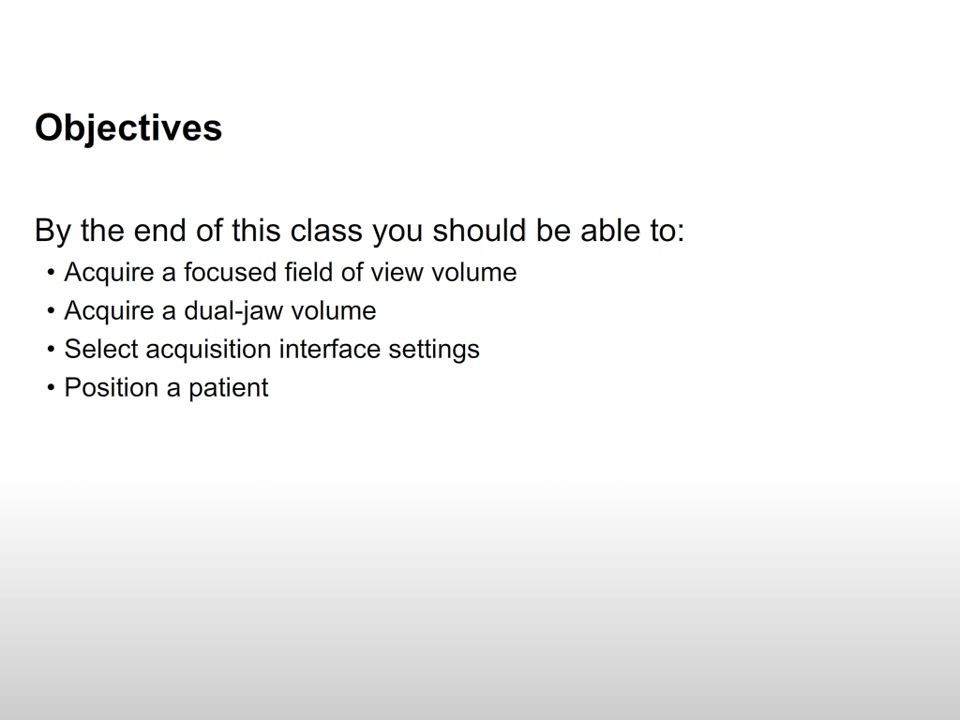 Objectives
By the end of this class you should be able to:
• Acquire a focused field of view volume
• Acquire a dual-jaw volume
• Select acquisition interface settings
• Position a patient